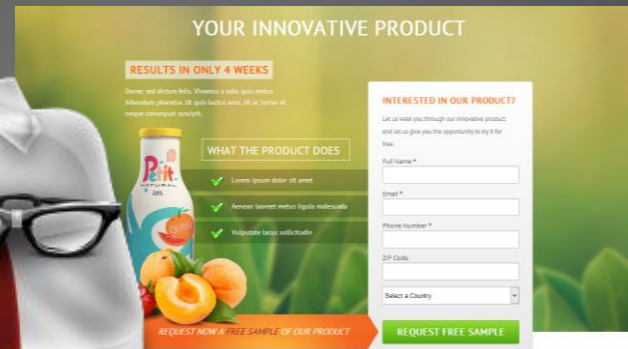 YOUR INNOVATIVE PRODUCT
RESULTS IN ONLY 4 WEEKS
Donec sed dictum felis. Vivamus a odio quis metus
bibendum pharetra. Ut quis luctus eros. Ut ac tortor et
neque consequat suscipit.
WHAT THE PRODUCT DOES
Lorem ipsum dolor sit amet
Aenean laoreet metus ligula malesuada
Vulputate lacus sollicitudin
Petit
NATURAL
REQUEST NOW A FREE SAMPLE OF OUR PRODUCT
INTERESTED IN OUR PRODUCT?
Let us walk you through our innovative product
and let us give you the opportunity to try it for
free.
Full Name *
Email *
Phone Number *
ZIP Code
Select a Country
REQUEST FREE SAMPLE